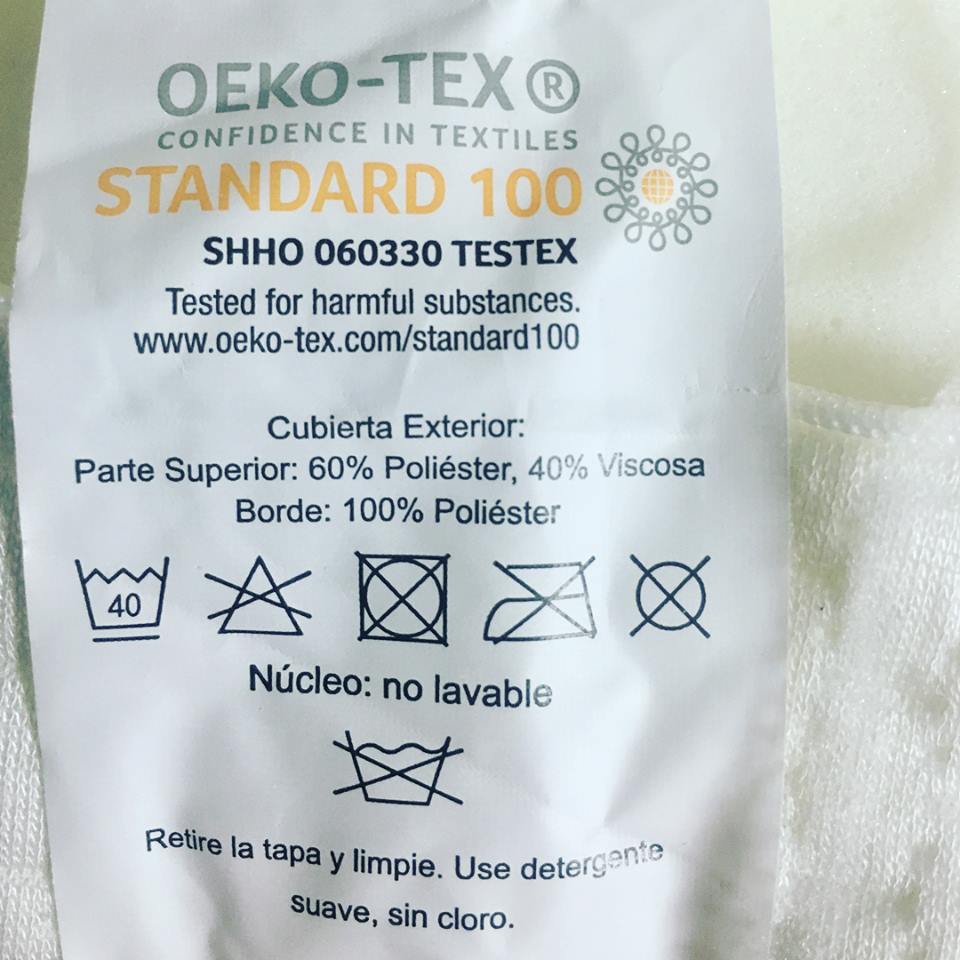 OEKO-TEX®
CONFIDENCE IN TEXTILES
STANDARD 100
SHHO 060330 TESTEX
Tested for harmful substances.
www.oeko-tex.com/standard100
Cubierta Exterior:
Parte Superior: 60% Poliéster, 40% Viscosa
Borde: 100% Poliéster
40
Núcleo: no lavable
Retire la tapa y limpie. Use detergente
suave, sin cloro.